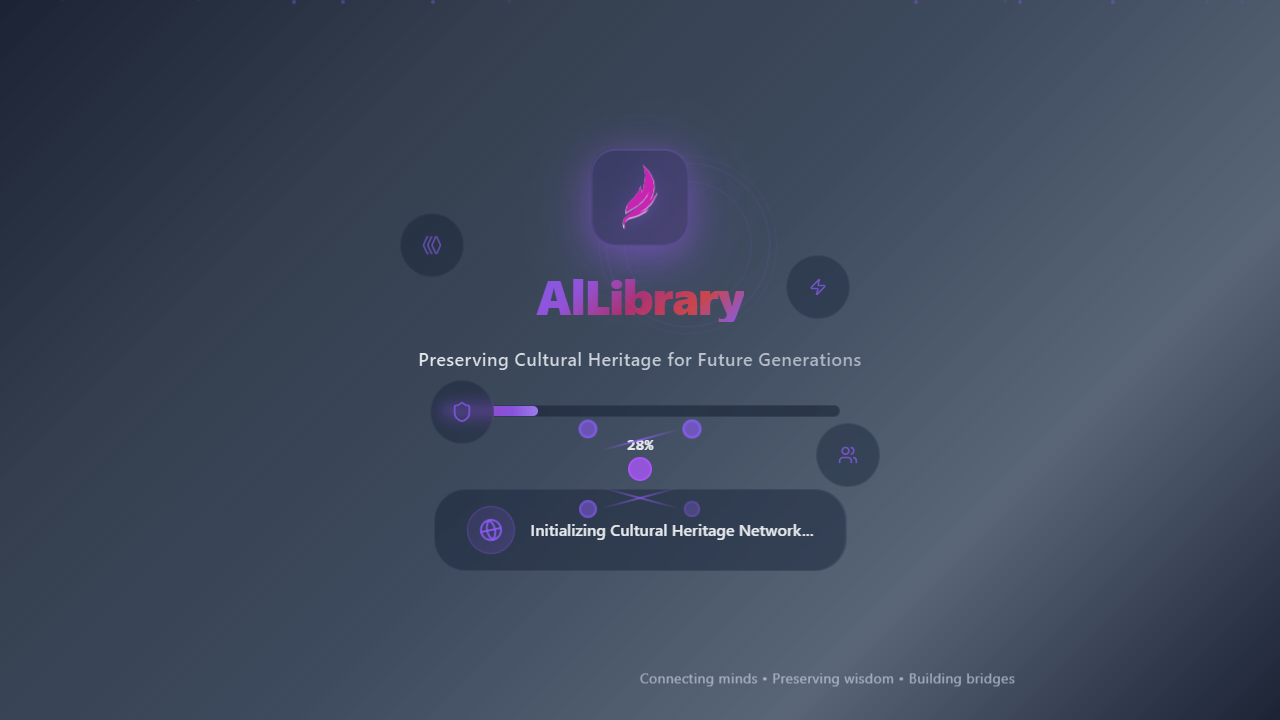 AlLibrary
Preserving Cultural Heritage for Future Generations
28%
Initializing Cultural Heritage Network...
Connecting minds • Preserving wisdom • Building bridges